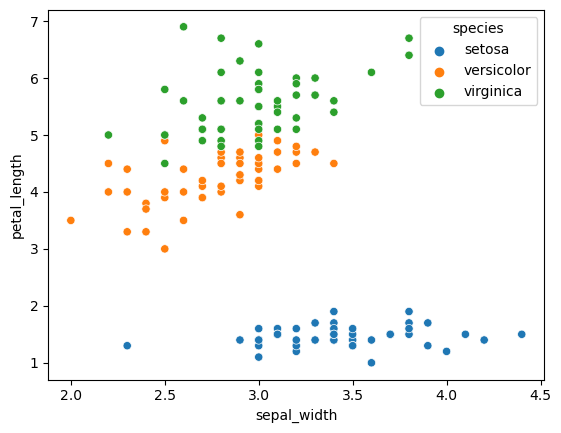 species
setosa
versicolor
virginica
7
6
5
4
3
2
1
petal_length
2.0 2.5 3.0 3.5 4.0 4.5
sepal_width